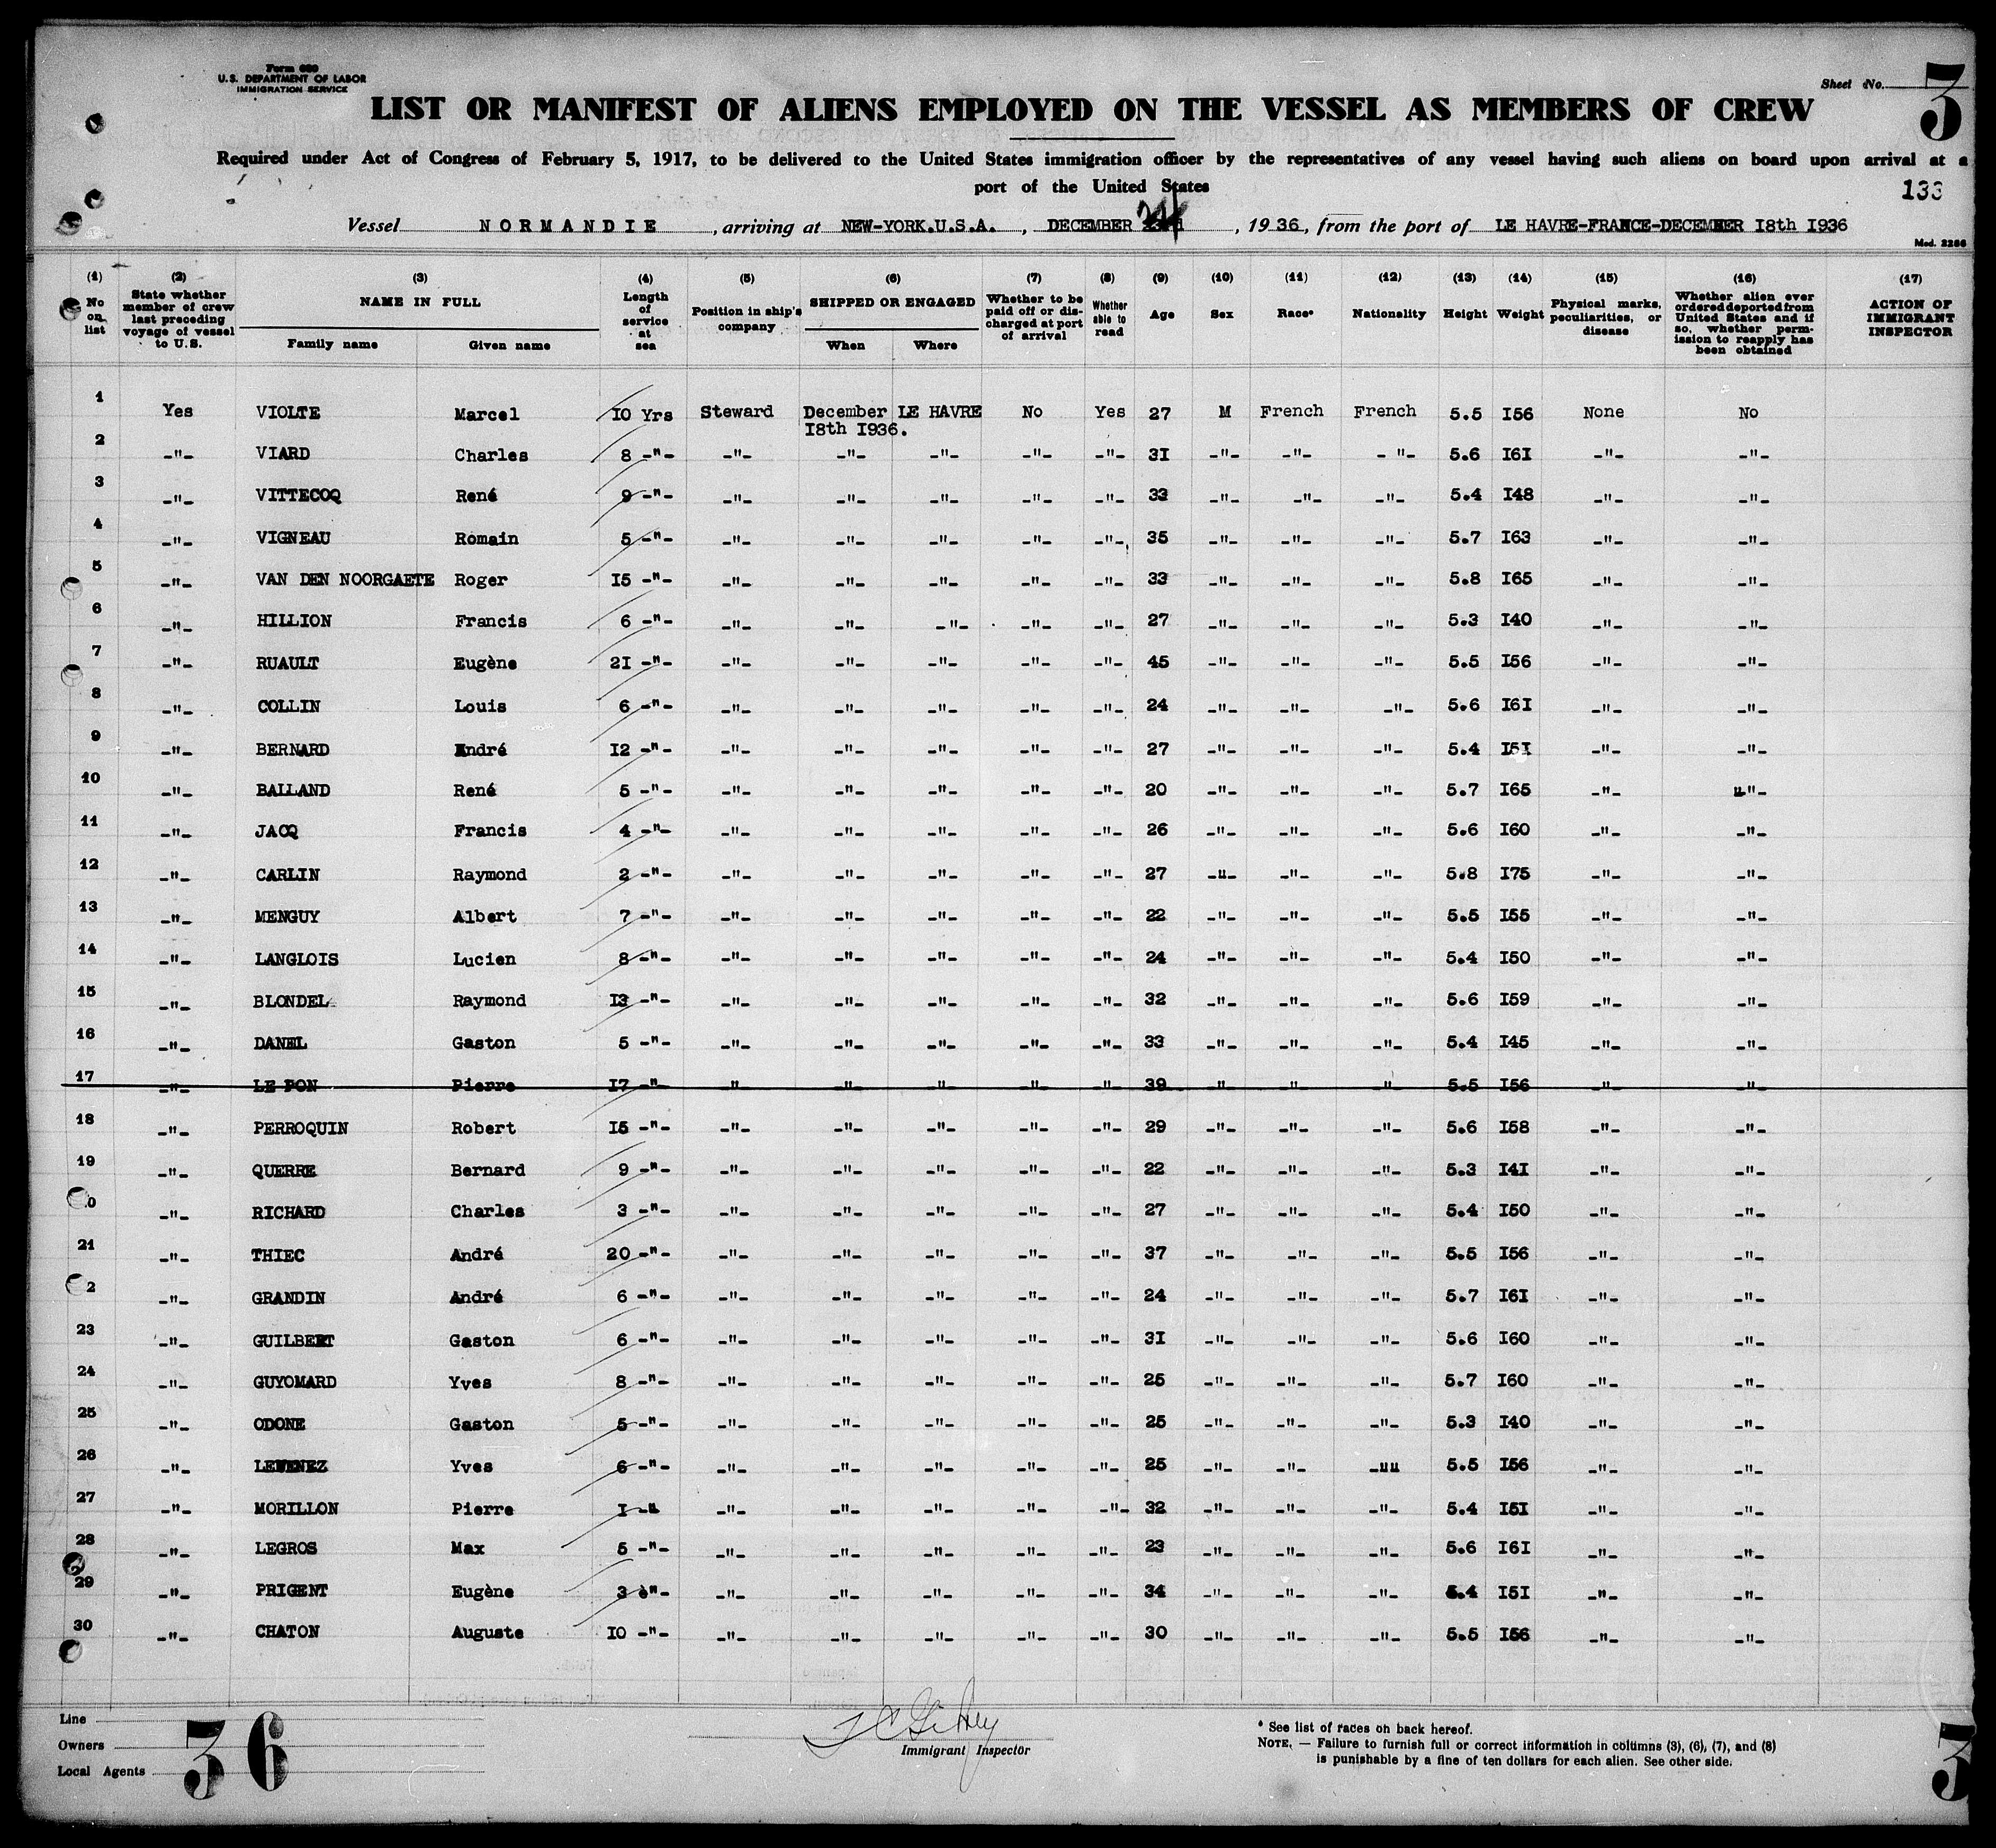 Form 680
U.S. DEPARTMENT OF LABOR
IMMIGRATION SERVICE
Sheet No. 3
LIST OR MANIFEST OF ALIENS EMPLOYED ON THE VESSEL AS MEMBERS OF CREW
Required under Act of Congress of February 5, 1917, to be delivered to the United States immigration officer by the representatives of any vessel having such aliens on board upon arrival at a
port of the United States
133
Vessel NORMANDIE, arriving at NEW-YORK.U.S.A., DECEMBER 24, 1936, from the port of LE HAVRE-FRANCE-DECEMBER I8th I936
Mod. 2266
(1) No on list (2) State whether member of crew last preceding voyage of vessel to U.S. (3) NAME IN FULL Family name Given name (4) Length of service at sea (5) Position in ship's company (6) SHIPPED OR ENGAGED When Where (7) Whether to be paid off or discharged at port of arrival (8) Whether able to read (9) Age (10) Sex (11) Race* (12) Nationality (13) Height (14) Weight (15) Physical marks, peculiarities, or disease (16) Whether alien ever ordered deported from United States and if so, whether permission to reapply has been obtained (17) ACTION OF IMMIGRANT INSPECTOR
1 Yes VIOLTE Marcel IO Yrs Steward December I8th I936. LE HAVRE No Yes 27 M French French 5.5 I56 None No
2 -"- VIARD Charles 8 -"- -"- -"- -"- -"- -"- 3I -"- -"- -"- 5.6 I6I -"- -"-
3 -"- VITTECOQ René 9 -"- -"- -"- -"- -"- -"- 33 -"- -"- -"- 5.4 I48 -"- -"-
4 -"- VIGNEAU Romain 5 -"- -"- -"- -"- -"- -"- 35 -"- -"- -"- 5.7 I63 -"- -"-
5 -"- VAN DEN NOORGAETE Roger I5 -"- -"- -"- -"- -"- -"- 33 -"- -"- -"- 5.8 I65 -"- -"-
6 -"- HILLION Francis 6 -"- -"- -"- -"- -"- -"- 27 -"- -"- -"- 5.3 I40 -"- -"-
7 -"- RUAULT Eugène 2I -"- -"- -"- -"- -"- -"- 45 -"- -"- -"- 5.5 I56 -"- -"-
8 -"- COLLIN Louis 6 -"- -"- -"- -"- -"- -"- 24 -"- -"- -"- 5.6 I6I -"- -"-
9 -"- BERNARD André I2 -"- -"- -"- -"- -"- -"- 27 -"- -"- -"- 5.4 I5I -"- -"-
10 -"- BALLAND René 5 -"- -"- -"- -"- -"- -"- 20 -"- -"- -"- 5.7 I65 -"- -"-
11 -"- JACQ Francis 4 -"- -"- -"- -"- -"- -"- 26 -"- -"- -"- 5.6 I60 -"- -"-
12 -"- CARLIN Raymond 2 -"- -"- -"- -"- -"- -"- 27 -"- -"- -"- 5.8 I75 -"- -"-
13 -"- MENGUY Albert 7 -"- -"- -"- -"- -"- -"- 22 -"- -"- -"- 5.5 I55 -"- -"-
14 -"- LANGLOIS Lucien 8 -"- -"- -"- -"- -"- -"- 24 -"- -"- -"- 5.4 I50 -"- -"-
15 -"- BLONDEL Raymond I3 -"- -"- -"- -"- -"- -"- 32 -"- -"- -"- 5.6 I59 -"- -"-
16 -"- DANEL Gaston 5 -"- -"- -"- -"- -"- -"- 33 -"- -"- -"- 5.4 I45 -"- -"-
17 -"- LE PON Pierre I7 -"- -"- -"- -"- -"- -"- 39 -"- -"- -"- 5.5 I56 -"- -"-
18 -"- PERROQUIN Robert I5 -"- -"- -"- -"- -"- -"- 29 -"- -"- -"- 5.6 I58 -"- -"-
19 -"- QUERRE Bernard 9 -"- -"- -"- -"- -"- -"- 22 -"- -"- -"- 5.3 I4I -"- -"-
0 -"- RICHARD Charles 3 -"- -"- -"- -"- -"- -"- 27 -"- -"- -"- 5.4 I50 -"- -"-
21 -"- THIEC André 20 -"- -"- -"- -"- -"- -"- 37 -"- -"- -"- 5.5 I56 -"- -"-
2 -"- GRANDIN André 6 -"- -"- -"- -"- -"- -"- 24 -"- -"- -"- 5.7 I6I -"- -"-
23 -"- GUILBERT Gaston 6 -"- -"- -"- -"- -"- -"- 3I -"- -"- -"- 5.6 I60 -"- -"-
24 -"- GUYOMARD Yves 8 -"- -"- -"- -"- -"- -"- 25 -"- -"- -"- 5.7 I60 -"- -"-
25 -"- ODONE Gaston 5 -"- -"- -"- -"- -"- -"- 25 -"- -"- -"- 5.3 I40 -"- -"-
26 -"- Yves 6 -"- -"- -"- -"- -"- -"- 25 -"- -"- -"" 5.5 I56 -"- -"-
27 -"- MORILLON Pierre I -" -"- -"- -"- -"- -"- 32 -"- -"- -"- 5.4 I5I -"- -"-
28 -"- LEGROS Max 5 -"- -"- -"- -"- -"- -"- 23 -"- -"- -"- 5.6 I6I -"- -"-
29 -"- PRIGENT Eugène 3 è"- -"- -"- -"- -"- -"- 34 -"- -"- -"- 5.4 I5I -"- -"-
30 -"- CHATON Auguste IO -"- -"- -"- -"- -"- -"- 30 -"- -"- -"- 5.5 I56 -"- -"-
Line
Owners
Local Agents
36
Immigrant Inspector
* See list of races on back hereof.
NOTE. — Failure to furnish full or correct information in columns (3), (6), (7), and (8)
is punishable by a fine of ten dollars for each alien. See other side.
3